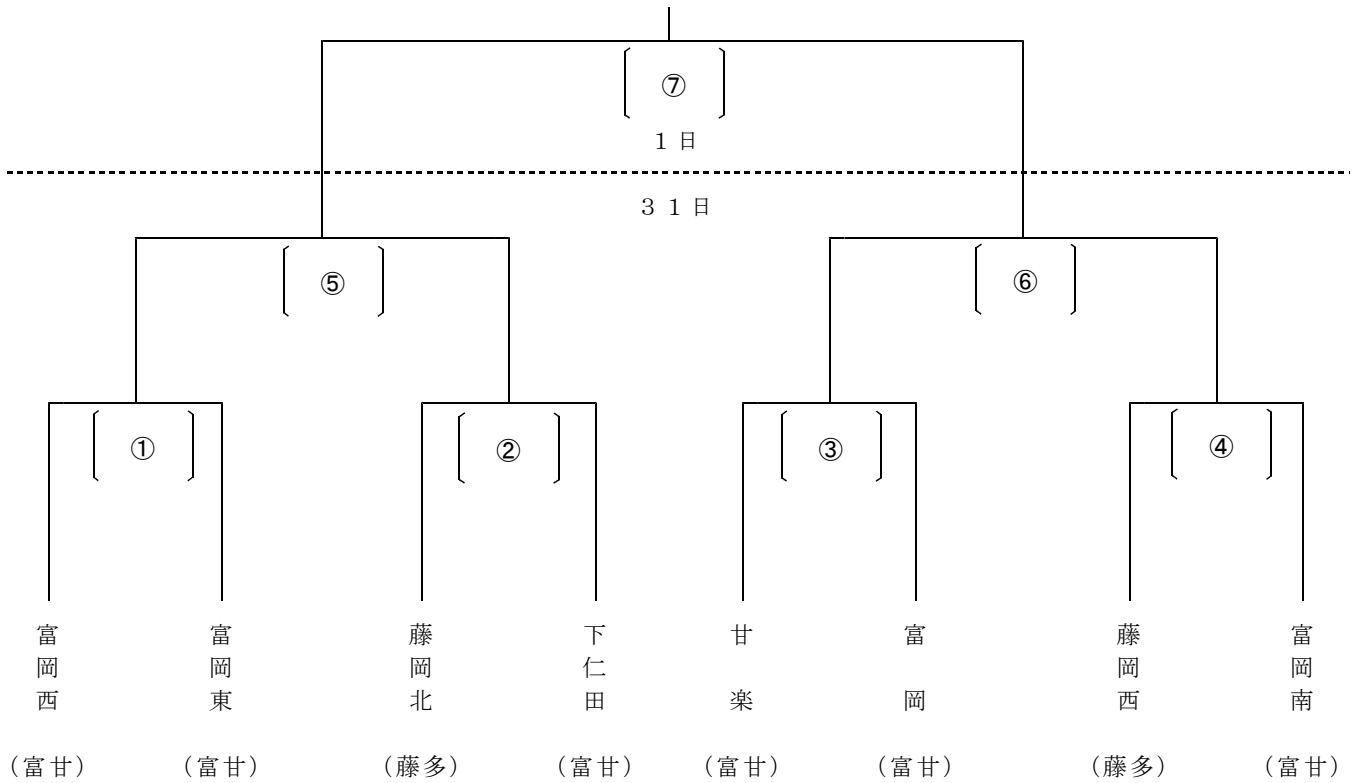 ⑦
1日
31日
⑤ ⑥
① ② ③ ④
富岡西 富岡東 藤岡北 下仁田 甘楽 富岡 藤岡西 富岡南
(富甘) (富甘) (藤多) (富甘) (富甘) (富甘) (藤多) (富甘)